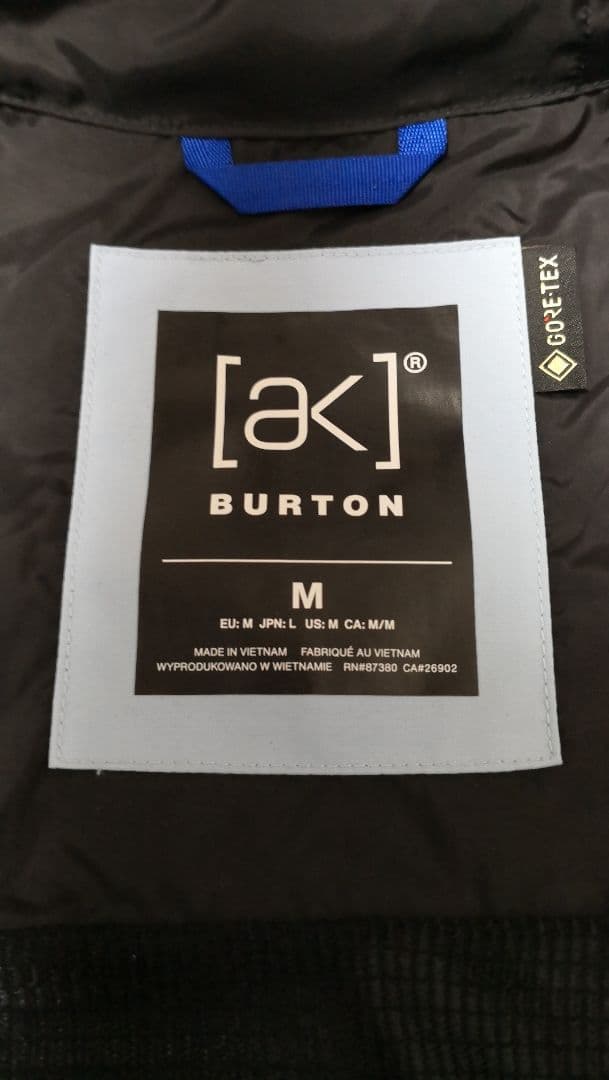 [ak]®
BURTON
M
EU: M JPN: L US: M CA: M/M
MADE IN VIETNAM FABRIQUÉ AU VIETNAM
WYPRODUKOWANO W WIETNAMIE RN#87380 CA#26902
GORE-TEX